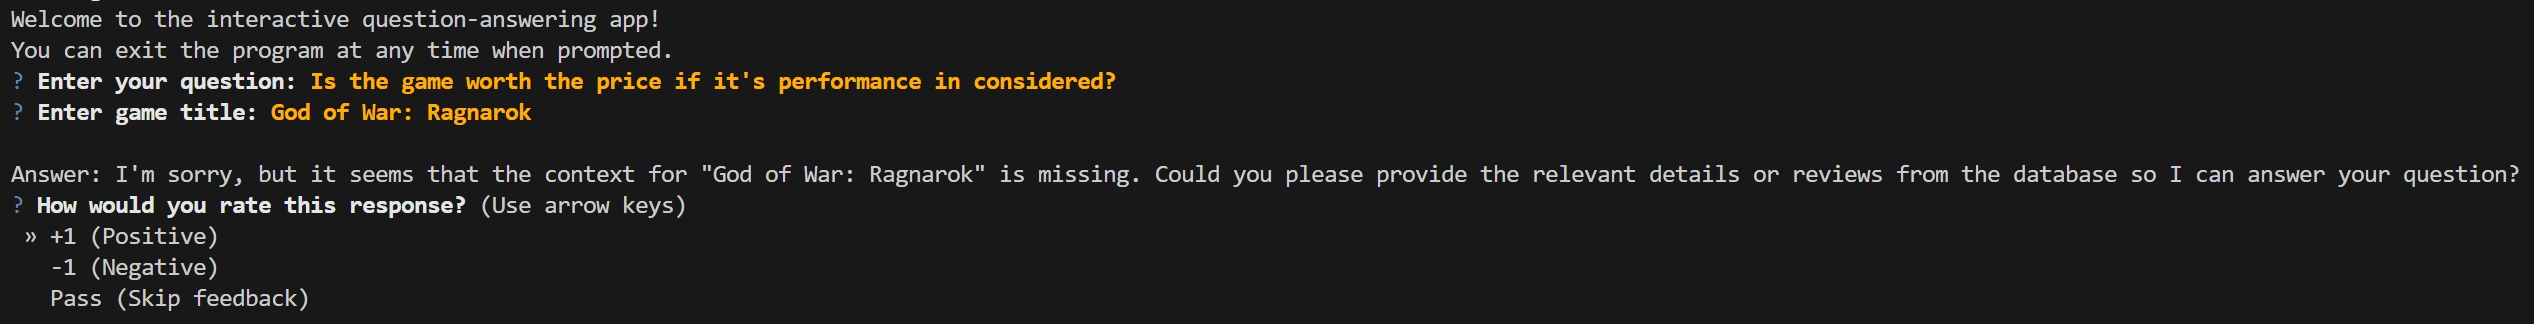 Welcome to the interactive question-answering app!
You can exit the program at any time when prompted.
? Enter your question: Is the game worth the price if it's performance in considered?
? Enter game title: God of War: Ragnarok
Answer: I'm sorry, but it seems that the context for "God of War: Ragnarok" is missing. Could you please provide the relevant details or reviews from the database so I can answer your question?
? How would you rate this response? (Use arrow keys)
» +1 (Positive)
-1 (Negative)
Pass (Skip feedback)